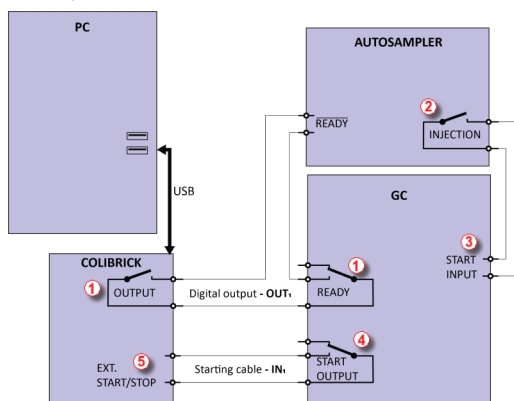 PC
AUTOSAMPLER
READY
2
INJECTION
USB
GC
COLIBRICK
1
OUTPUT
Digital output - OUT₁
1
READY
3
START
INPUT
5
EXT.
START/STOP
Starting cable - IN₁
4
START
OUTPUT